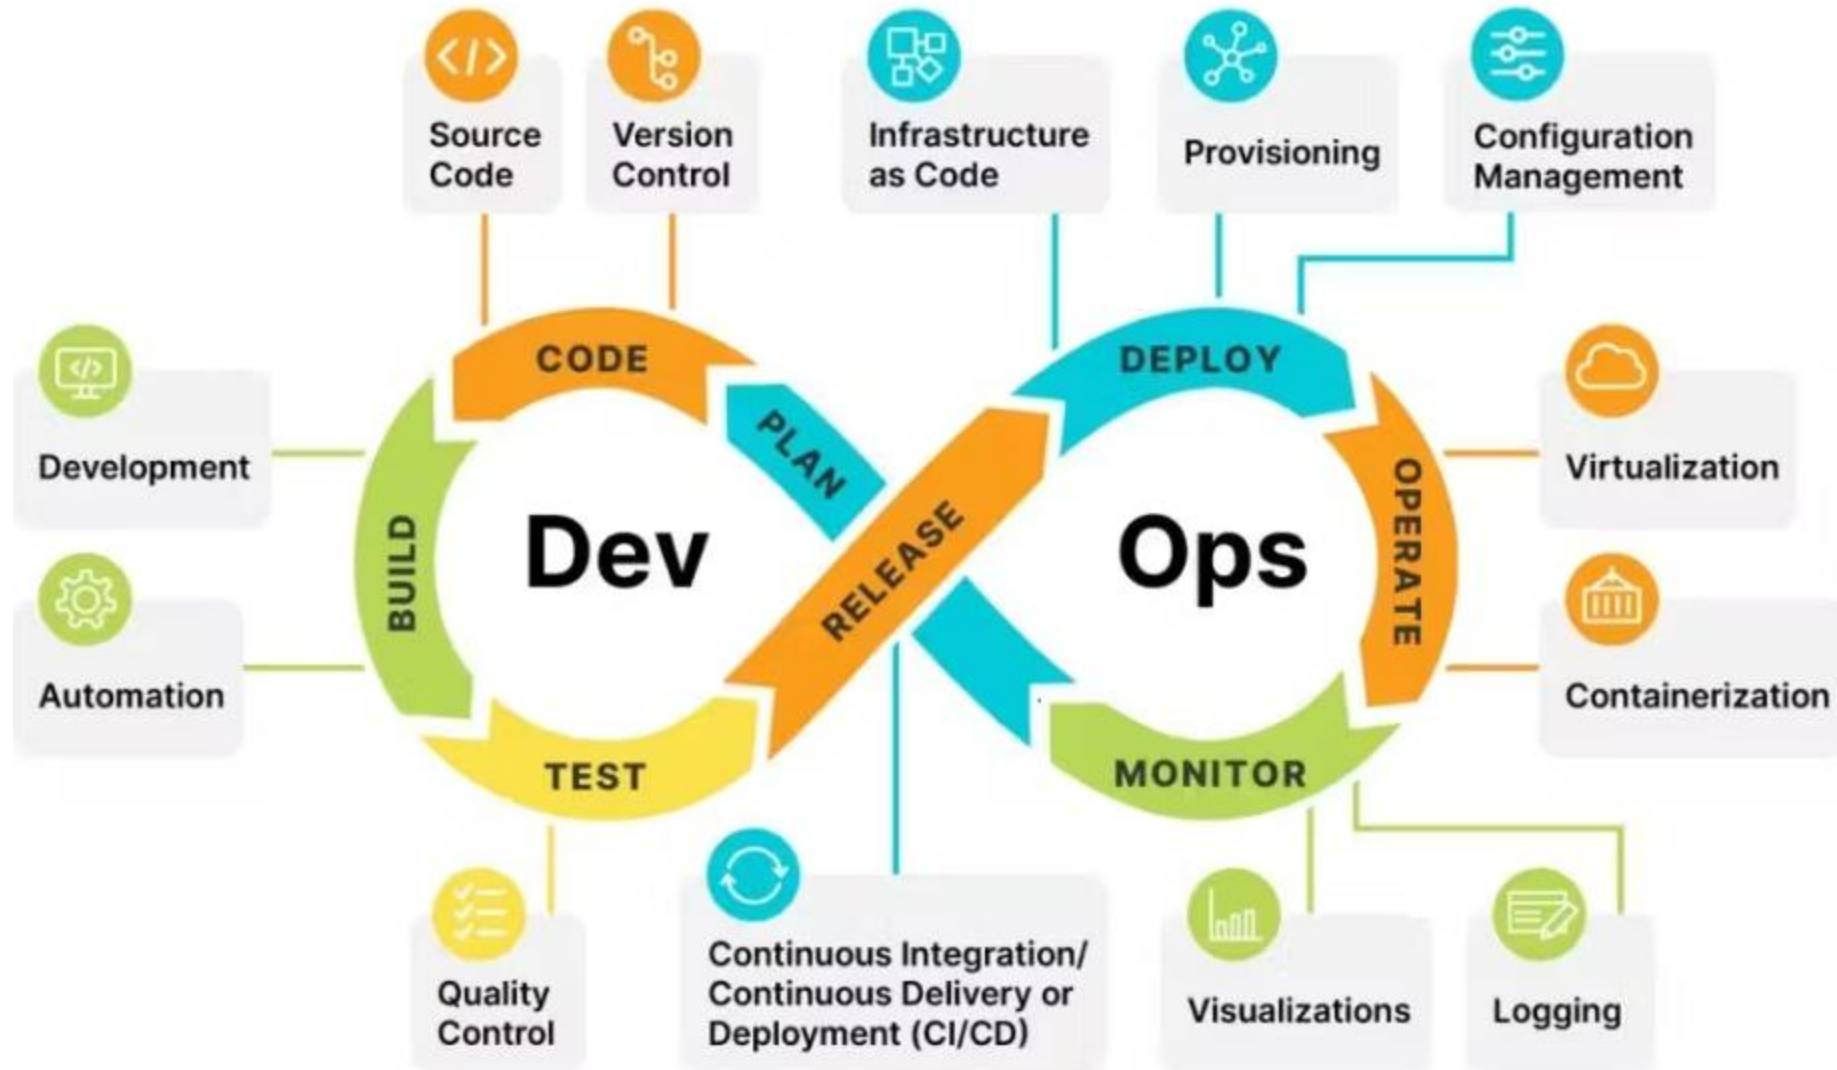 Source
Code
Version
Control
Infrastructure
as Code
Provisioning
Configuration
Management
CODE
DEPLOY
Development
PLAN
Virtualization
Dev
Ops
BUILD
RELEASE
OPERATE
Automation
Containerization
TEST
MONITOR
Quality
Control
Continuous Integration/
Continuous Delivery or
Deployment (CI/CD)
Visualizations
Logging